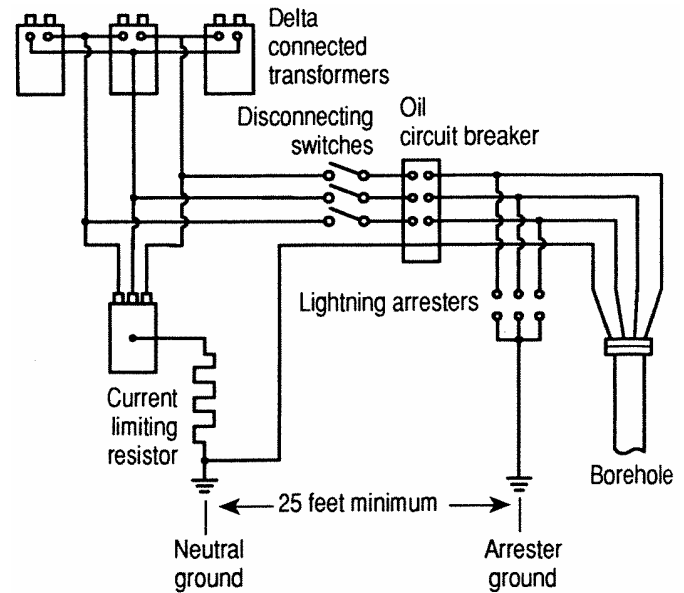 Delta
connected
transformers
Disconnecting
switches
Oil
circuit breaker
Lightning arresters
Current
limiting
resistor
Borehole
25 feet minimum
Neutral
ground
Arrester
ground